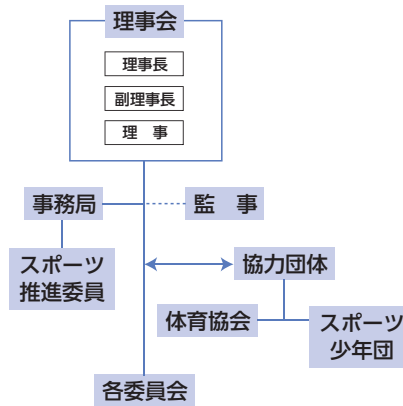 理事会
理事長
副理事長
理　事
事務局
監　事
スポーツ
推進委員
協力団体
体育協会
スポーツ
少年団
各委員会